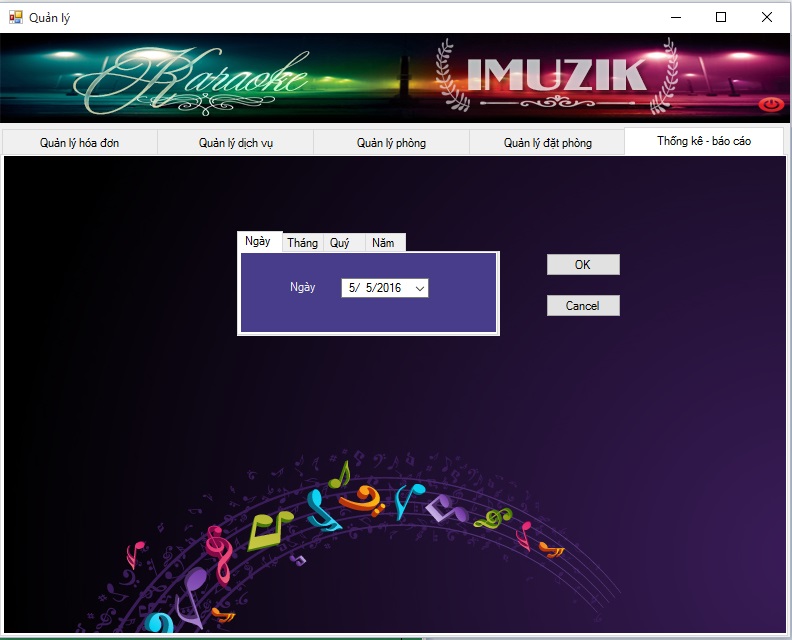 Quản lý
Karaoke IMUZIK
Quản lý hóa đơn Quản lý dịch vụ Quản lý phòng Quản lý đặt phòng Thống kê - báo cáo
Ngày Tháng Quý Năm
Ngày 5/ 5/2016
OK
Cancel